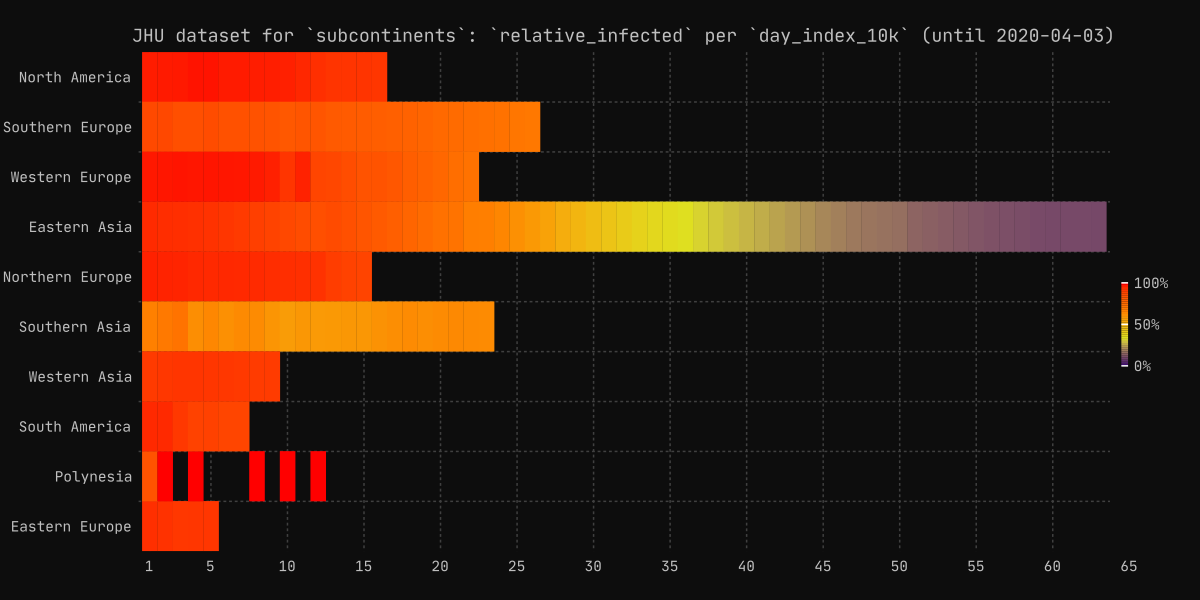 JHU dataset for `subcontinents`: `relative_infected` per `day_index_10k` (until 2020-04-03)
North America
Southern Europe
Western Europe
Eastern Asia
Northern Europe
Southern Asia
Western Asia
South America
Polynesia
Eastern Europe
100%
50%
0%
1 5 10 15 20 25 30 35 40 45 50 55 60 65